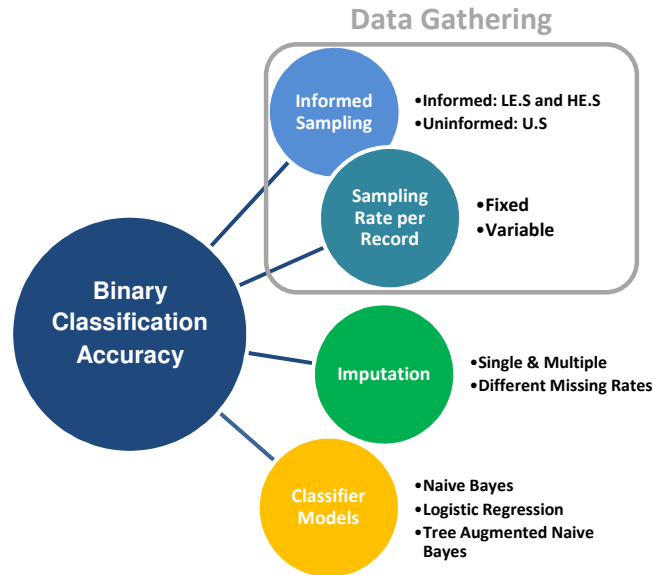 Data Gathering
Informed
Sampling
•Informed: LE.S and HE.S
•Uninformed: U.S
Sampling
Rate per
Record
•Fixed
•Variable
Binary
Classification
Accuracy
Imputation
•Single & Multiple
•Different Missing Rates
Classifier
Models
•Naive Bayes
•Logistic Regression
•Tree Augmented Naive
Bayes